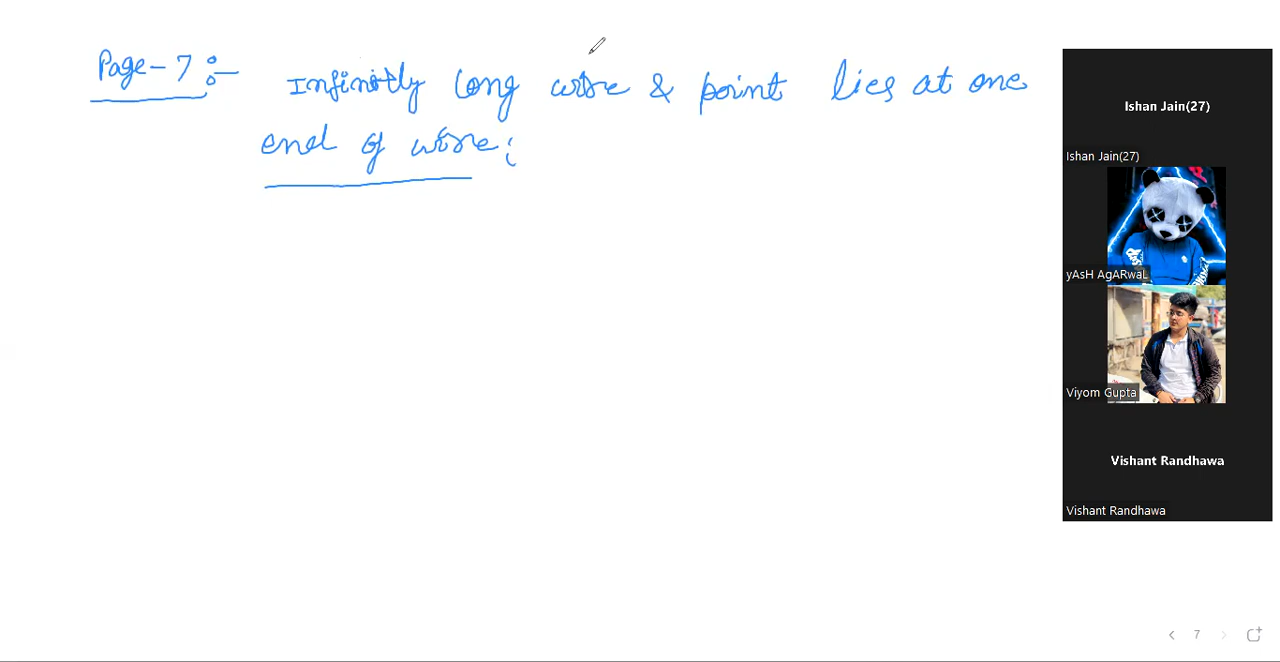 Page-7:-
Infinitly long wire & point lies at one
end of wire:
Ishan Jain(27)
Ishan Jain(27)
yAsH AgARwaL
Viyom Gupta
Vishant Randhawa
Vishant Randhawa
7